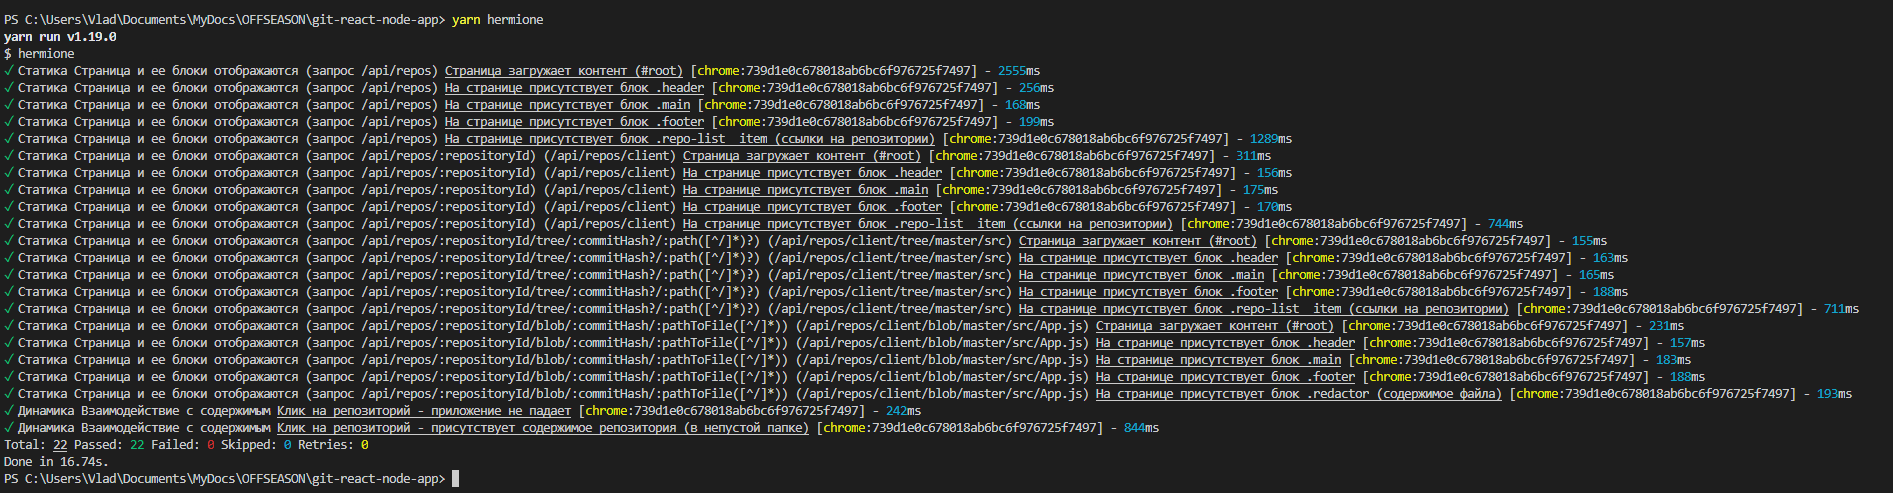 PS C:\Users\Vlad\Documents\MyDocs\OFFSEASON\git-react-node-app> yarn hermione
yarn run v1.19.0
$ hermione
✓ Статика Страница и ее блоки отображаются (запрос /api/repos) Страница загружает контент (#root) [chrome:739d1e0c678018ab6bc6f976725f7497] - 2555ms
✓ Статика Страница и ее блоки отображаются (запрос /api/repos) На странице присутствует блок .header [chrome:739d1e0c678018ab6bc6f976725f7497] - 256ms
✓ Статика Страница и ее блоки отображаются (запрос /api/repos) На странице присутствует блок .main [chrome:739d1e0c678018ab6bc6f976725f7497] - 168ms
✓ Статика Страница и ее блоки отображаются (запрос /api/repos) На странице присутствует блок .footer [chrome:739d1e0c678018ab6bc6f976725f7497] - 199ms
✓ Статика Страница и ее блоки отображаются (запрос /api/repos) На странице присутствует блок .repo-list__item (ссылки на репозитории) [chrome:739d1e0c678018ab6bc6f976725f7497] - 1289ms
✓ Статика Страница и ее блоки отображаются (запрос /api/repos/:repositoryId) (/api/repos/client) Страница загружает контент (#root) [chrome:739d1e0c678018ab6bc6f976725f7497] - 311ms
✓ Статика Страница и ее блоки отображаются (запрос /api/repos/:repositoryId) (/api/repos/client) На странице присутствует блок .header [chrome:739d1e0c678018ab6bc6f976725f7497] - 156ms
✓ Статика Страница и ее блоки отображаются (запрос /api/repos/:repositoryId) (/api/repos/client) На странице присутствует блок .main [chrome:739d1e0c678018ab6bc6f976725f7497] - 175ms
✓ Статика Страница и ее блоки отображаются (запрос /api/repos/:repositoryId) (/api/repos/client) На странице присутствует блок .footer [chrome:739d1e0c678018ab6bc6f976725f7497] - 170ms
✓ Статика Страница и ее блоки отображаются (запрос /api/repos/:repositoryId) (/api/repos/client) На странице присутствует блок .repo-list__item (ссылки на репозитории) [chrome:739d1e0c678018ab6bc6f976725f7497] - 744ms
✓ Статика Страница и ее блоки отображаются (запрос /api/repos/:repositoryId/tree/:commitHash?/:path([^/]*)?) (/api/repos/client/tree/master/src) Страница загружает контент (#root) [chrome:739d1e0c678018ab6bc6f976725f7497] - 155ms
✓ Статика Страница и ее блоки отображаются (запрос /api/repos/:repositoryId/tree/:commitHash?/:path([^/]*)?) (/api/repos/client/tree/master/src) На странице присутствует блок .header [chrome:739d1e0c678018ab6bc6f976725f7497] - 163ms
✓ Статика Страница и ее блоки отображаются (запрос /api/repos/:repositoryId/tree/:commitHash?/:path([^/]*)?) (/api/repos/client/tree/master/src) На странице присутствует блок .main [chrome:739d1e0c678018ab6bc6f976725f7497] - 165ms
✓ Статика Страница и ее блоки отображаются (запрос /api/repos/:repositoryId/tree/:commitHash?/:path([^/]*)?) (/api/repos/client/tree/master/src) На странице присутствует блок .footer [chrome:739d1e0c678018ab6bc6f976725f7497] - 188ms
✓ Статика Страница и ее блоки отображаются (запрос /api/repos/:repositoryId/tree/:commitHash?/:path([^/]*)?) (/api/repos/client/tree/master/src) На странице присутствует блок .repo-list__item (ссылки на репозитории) [chrome:739d1e0c678018ab6bc6f976725f7497] - 711ms
✓ Статика Страница и ее блоки отображаются (запрос /api/repos/:repositoryId/blob/:commitHash/:pathToFile([^/]*)) (/api/repos/client/blob/master/src/App.js) Страница загружает контент (#root) [chrome:739d1e0c678018ab6bc6f976725f7497] - 231ms
✓ Статика Страница и ее блоки отображаются (запрос /api/repos/:repositoryId/blob/:commitHash/:pathToFile([^/]*)) (/api/repos/client/blob/master/src/App.js) На странице присутствует блок .header [chrome:739d1e0c678018ab6bc6f976725f7497] - 157ms
✓ Статика Страница и ее блоки отображаются (запрос /api/repos/:repositoryId/blob/:commitHash/:pathToFile([^/]*)) (/api/repos/client/blob/master/src/App.js) На странице присутствует блок .main [chrome:739d1e0c678018ab6bc6f976725f7497] - 183ms
✓ Статика Страница и ее блоки отображаются (запрос /api/repos/:repositoryId/blob/:commitHash/:pathToFile([^/]*)) (/api/repos/client/blob/master/src/App.js) На странице присутствует блок .footer [chrome:739d1e0c678018ab6bc6f976725f7497] - 188ms
✓ Статика Страница и ее блоки отображаются (запрос /api/repos/:repositoryId/blob/:commitHash/:pathToFile([^/]*)) (/api/repos/client/blob/master/src/App.js) На странице присутствует блок .redactor (содержимое файла) [chrome:739d1e0c678018ab6bc6f976725f7497] - 193ms
✓ Динамика Взаимодействие с содержимым Клик на репозиторий - приложение не падает [chrome:739d1e0c678018ab6bc6f976725f7497] - 242ms
✓ Динамика Взаимодействие с содержимым Клик на репозиторий - присутствует содержимое репозитория (в непустой папке) [chrome:739d1e0c678018ab6bc6f976725f7497] - 844ms
Total: 22 Passed: 22 Failed: 0 Skipped: 0 Retries: 0
Done in 16.74s.
PS C:\Users\Vlad\Documents\MyDocs\OFFSEASON\git-react-node-app>